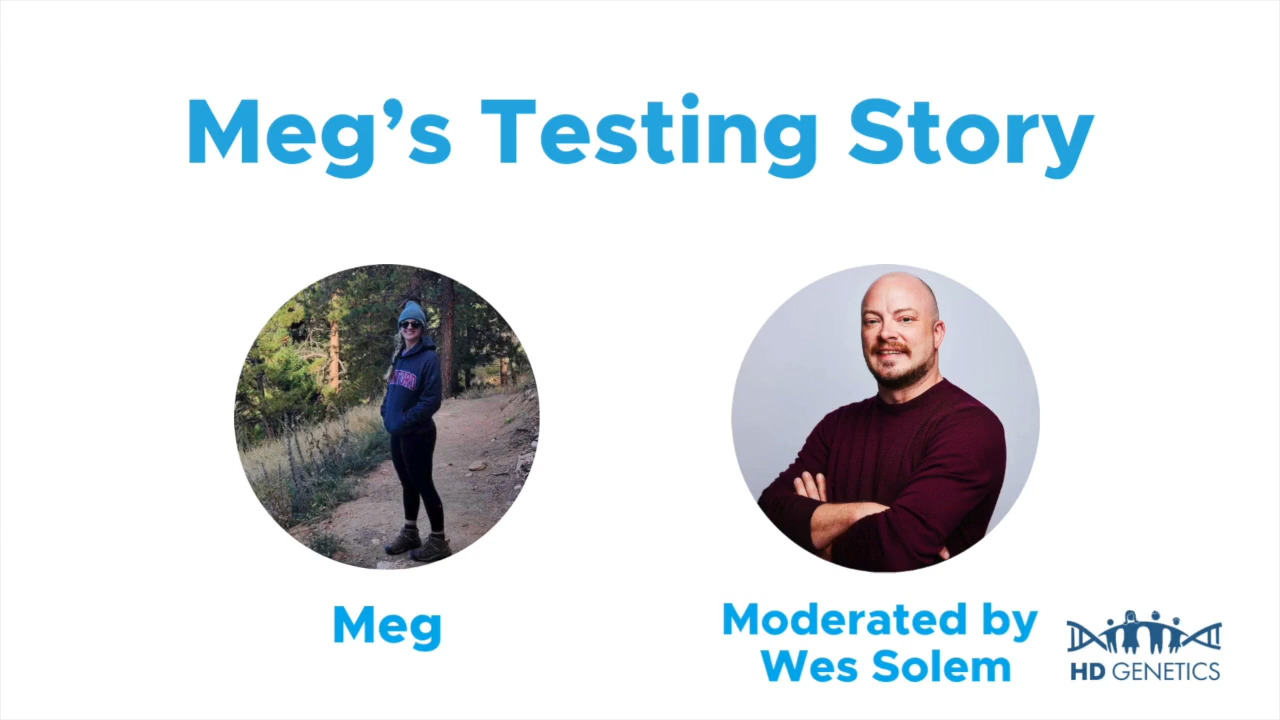 Meg’s Testing Story
Meg
Moderated by
Wes Solem
HD GENETICS